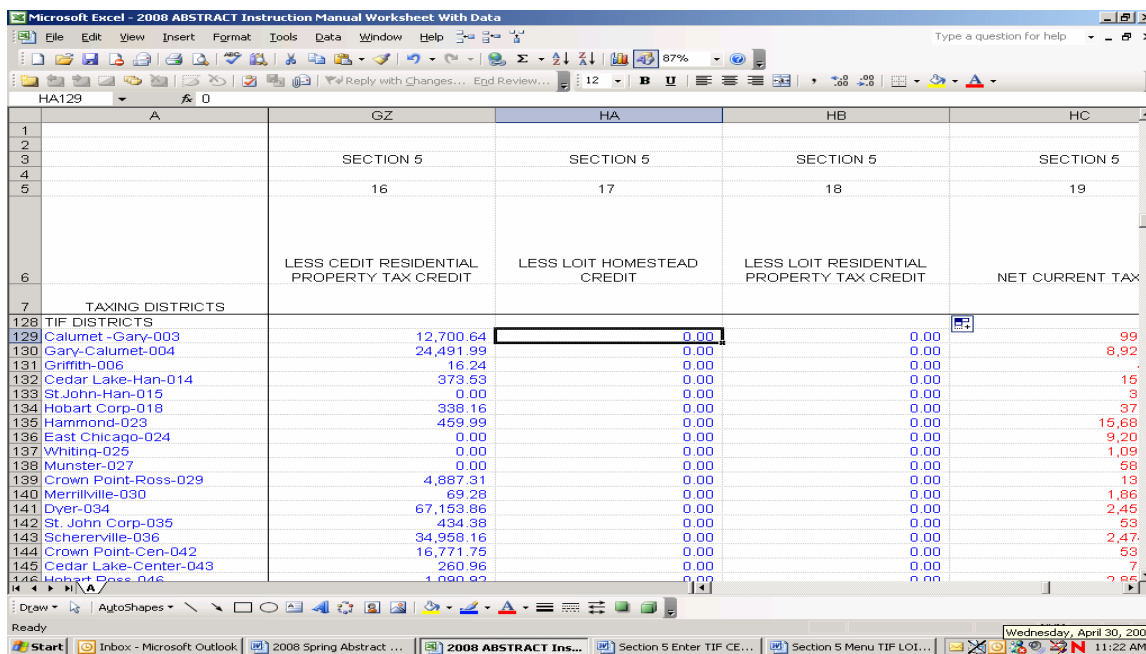 Microsoft Excel - 2008 ABSTRACT Instruction Manual Worksheet With Data
File Edit View Insert Format Tools Data Window Help Type a question for help
87%
Reply with Changes... End Review... 12 B U
HA129 fx 0
A GZ HA HB HC
1
2
3 SECTION 5 SECTION 5 SECTION 5 SECTION 5
4
5 16 17 18 19
LESS CEDIT RESIDENTIAL LESS LOIT HOMESTEAD LESS LOIT RESIDENTIAL
6 PROPERTY TAX CREDIT CREDIT PROPERTY TAX CREDIT NET CURRENT TAX
7 TAXING DISTRICTS
128 TIF DISTRICTS
129 Calumet -Gary-003 12,700.64 0.00 0.00 99
130 Gary-Calumet-004 24,491.99 0.00 0.00 8,92
131 Griffith-006 16.24 0.00 0.00
132 Cedar Lake-Han-014 373.53 0.00 0.00 15
133 St.John-Han-015 0.00 0.00 0.00 3
134 Hobart Corp-018 338.16 0.00 0.00 37
135 Hammond-023 459.99 0.00 0.00 15,68
136 East Chicago-024 0.00 0.00 0.00 9,20
137 Whiting-025 0.00 0.00 0.00 1,09
138 Munster-027 0.00 0.00 0.00 58
139 Crown Point-Ross-029 4,887.31 0.00 0.00 13
140 Merrillville-030 69.28 0.00 0.00 1,86
141 Dyer-034 67,153.86 0.00 0.00 2,45
142 St. John Corp-035 434.38 0.00 0.00 53
143 Schererville-036 34,958.16 0.00 0.00 2,47
144 Crown Point-Cen-042 16,771.75 0.00 0.00 53
145 Cedar Lake-Center-043 260.96 0.00 0.00 7
146 Hobart Ross-046 1,090.92 0.00 0.00 2,85
A
Draw AutoShapes
Ready
Wednesday, April 30, 200
Start Inbox - Microsoft Outlook 2008 Spring Abstract ... 2008 ABSTRACT Ins... Section 5 Enter TIF CE... Section 5 Menu TIF LOI... 11:22 AM